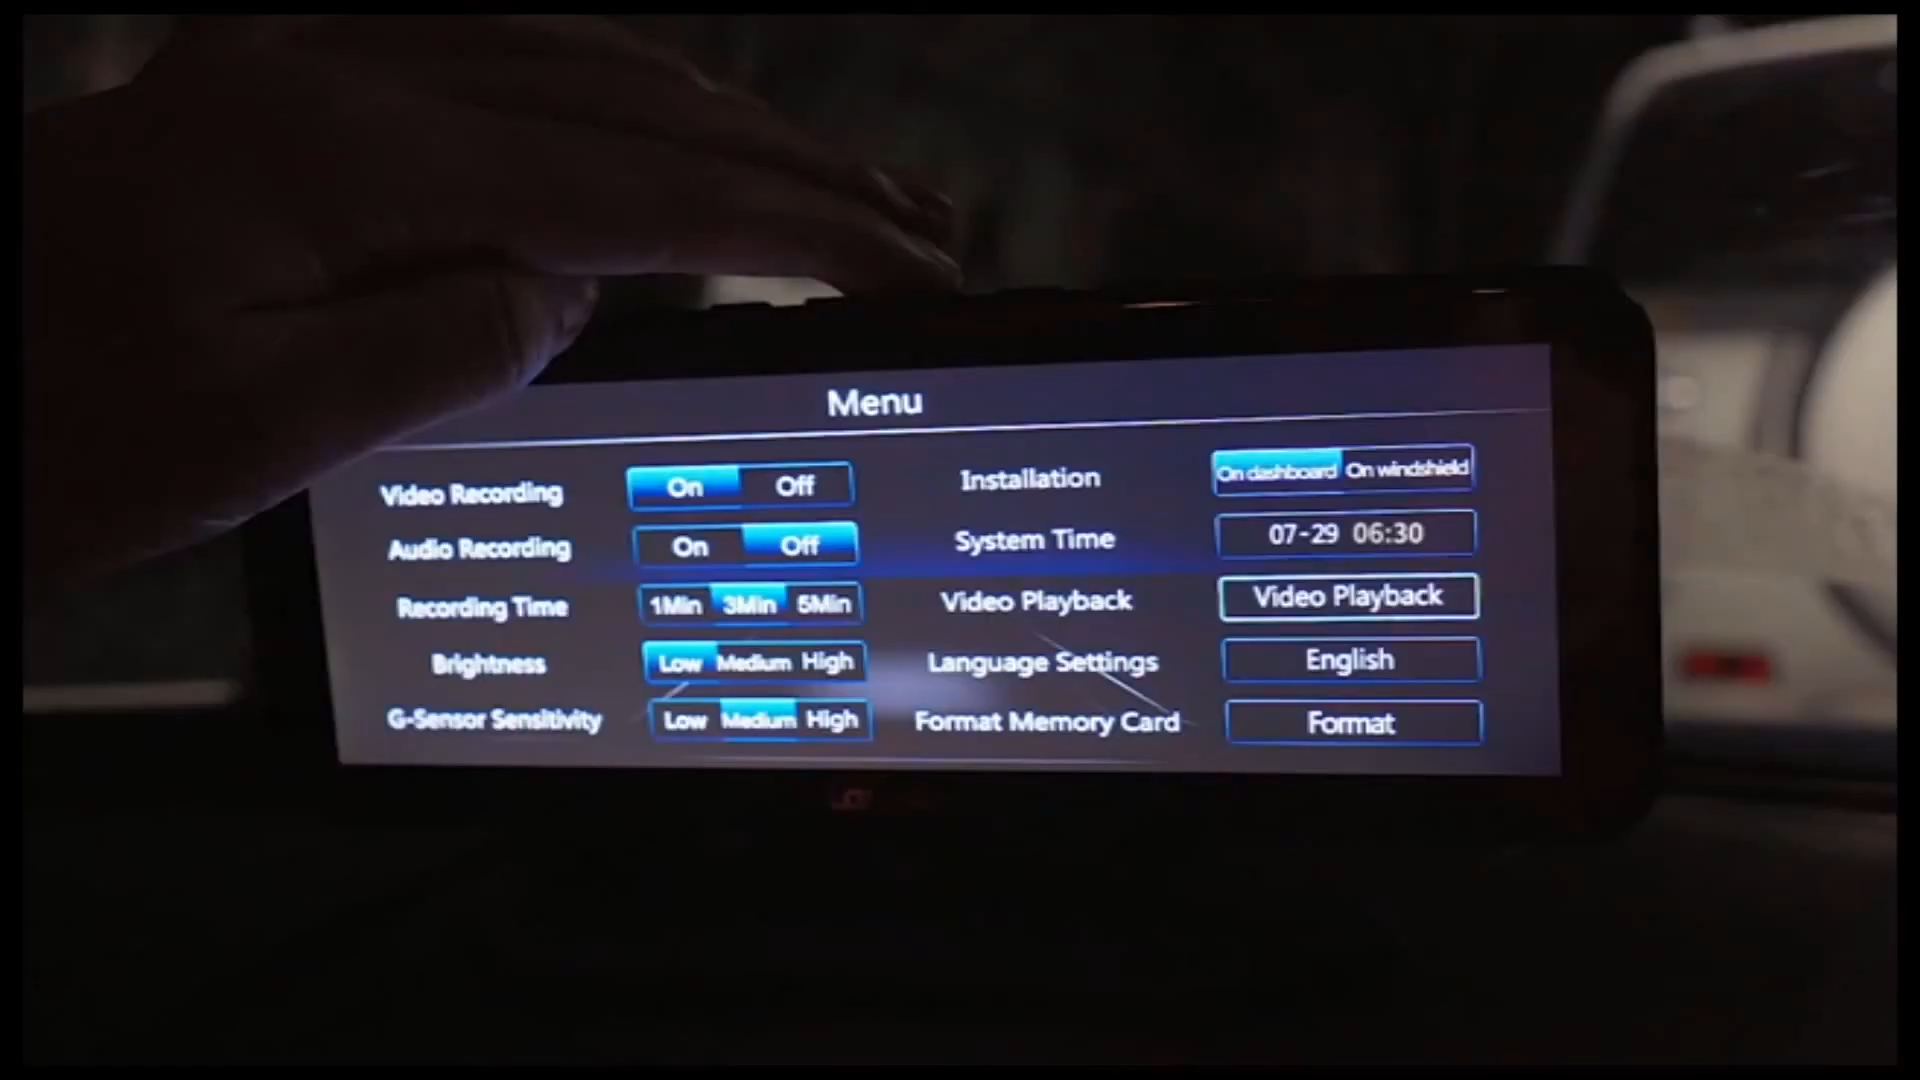 Menu
Video Recording On Off
Audio Recording On Off
Recording Time 1Min 3Min 5Min
Brightness Low Medium High
G-Sensor Sensitivity Low Medium High
Installation On dashboard On windshield
System Time 07-29 06:30
Video Playback Video Playback
Language Settings English
Format Memory Card Format